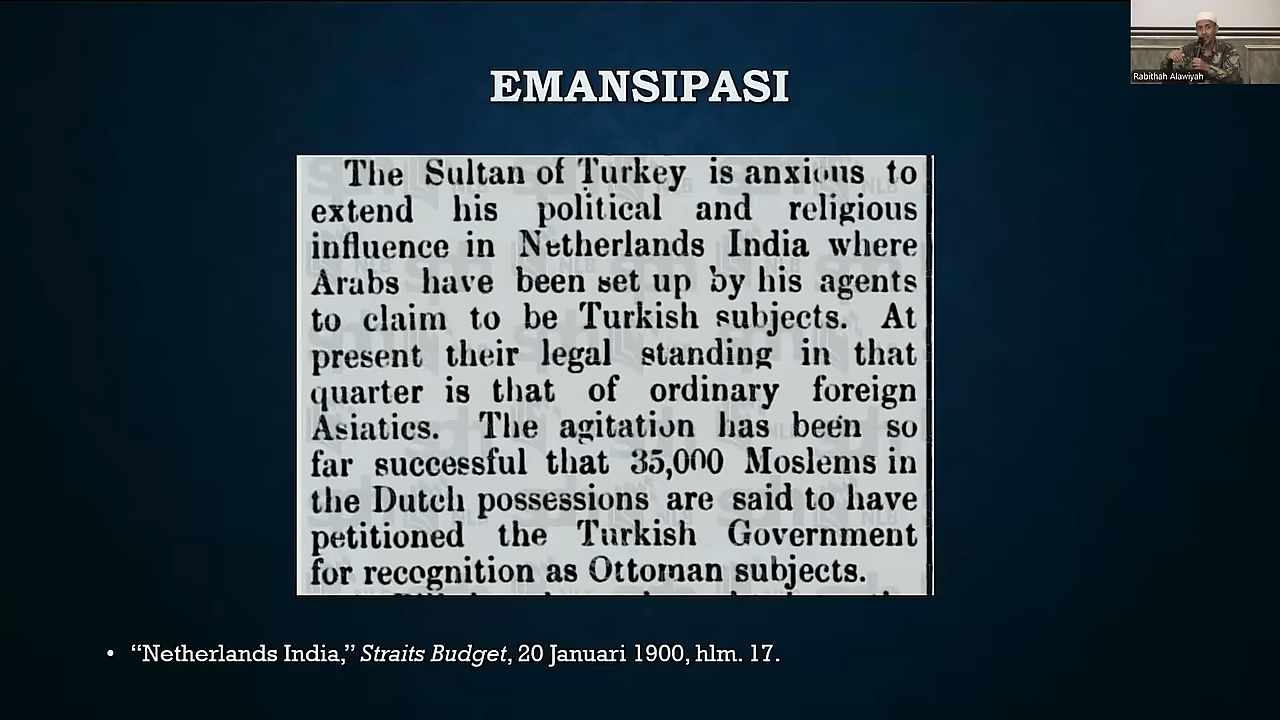 Rabithah Alawiyah
EMANSIPASI
The Sultan of Turkey is anxious to
extend his political and religious
influence in Netherlands India where
Arabs have been set up by his agents
to claim to be Turkish subjects. At
present their legal standing in that
quarter is that of ordinary foreign
Asiatics. The agitation has been so
far successful that 35,000 Moslems in
the Dutch possessions are said to have
petitioned the Turkish Government
for recognition as Ottoman subjects.
• “Netherlands India,” Straits Budget, 20 Januari 1900, hlm. 17.